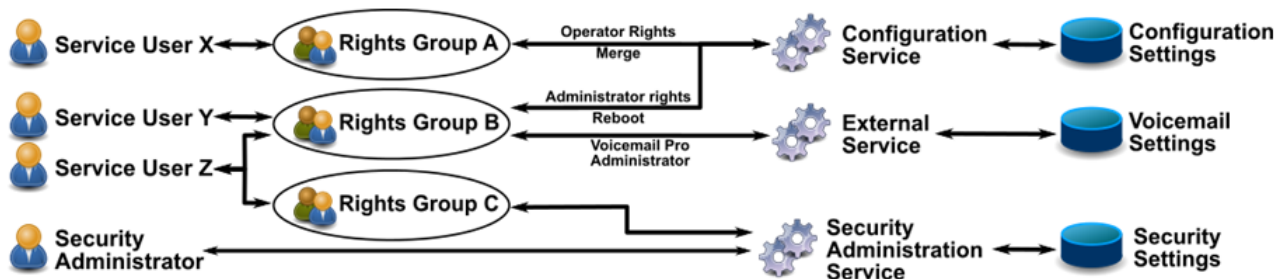 Service User X
Rights Group A
Operator Rights
Merge
Configuration
Service
Configuration
Settings
Service User Y
Rights Group B
Administrator rights
Reboot
Voicemail Pro
Administrator
External
Service
Voicemail
Settings
Service User Z
Rights Group C
Security
Administrator
Security
Administration
Service
Security
Settings